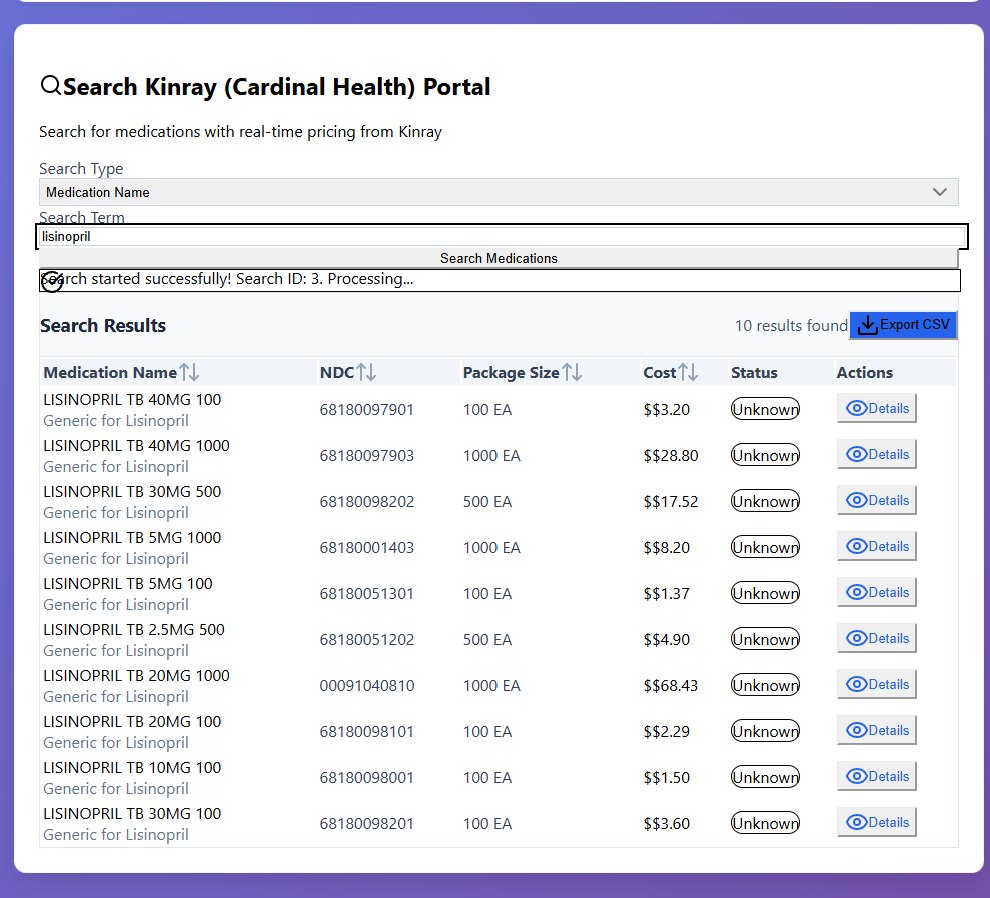 Search Kinray (Cardinal Health) Portal
Search for medications with real-time pricing from Kinray
Search Type
Medication Name
Search Term
lisinopril
Search Medications
Search started successfully! Search ID: 3. Processing...
Search Results 10 results found Export CSV
Medication Name NDC Package Size Cost Status Actions
LISINOPRIL TB 40MG 100
Generic for Lisinopril 68180097901 100 EA $$3.20 Unknown Details
LISINOPRIL TB 40MG 1000
Generic for Lisinopril 68180097903 1000 EA $$28.80 Unknown Details
LISINOPRIL TB 30MG 500
Generic for Lisinopril 68180098202 500 EA $$17.52 Unknown Details
LISINOPRIL TB 5MG 1000
Generic for Lisinopril 68180001403 1000 EA $$8.20 Unknown Details
LISINOPRIL TB 5MG 100
Generic for Lisinopril 68180051301 100 EA $$1.37 Unknown Details
LISINOPRIL TB 2.5MG 500
Generic for Lisinopril 68180051202 500 EA $$4.90 Unknown Details
LISINOPRIL TB 20MG 1000
Generic for Lisinopril 00091040810 1000 EA $$68.43 Unknown Details
LISINOPRIL TB 20MG 100
Generic for Lisinopril 68180098101 100 EA $$2.29 Unknown Details
LISINOPRIL TB 10MG 100
Generic for Lisinopril 68180098001 100 EA $$1.50 Unknown Details
LISINOPRIL TB 30MG 100
Generic for Lisinopril 68180098201 100 EA $$3.60 Unknown Details